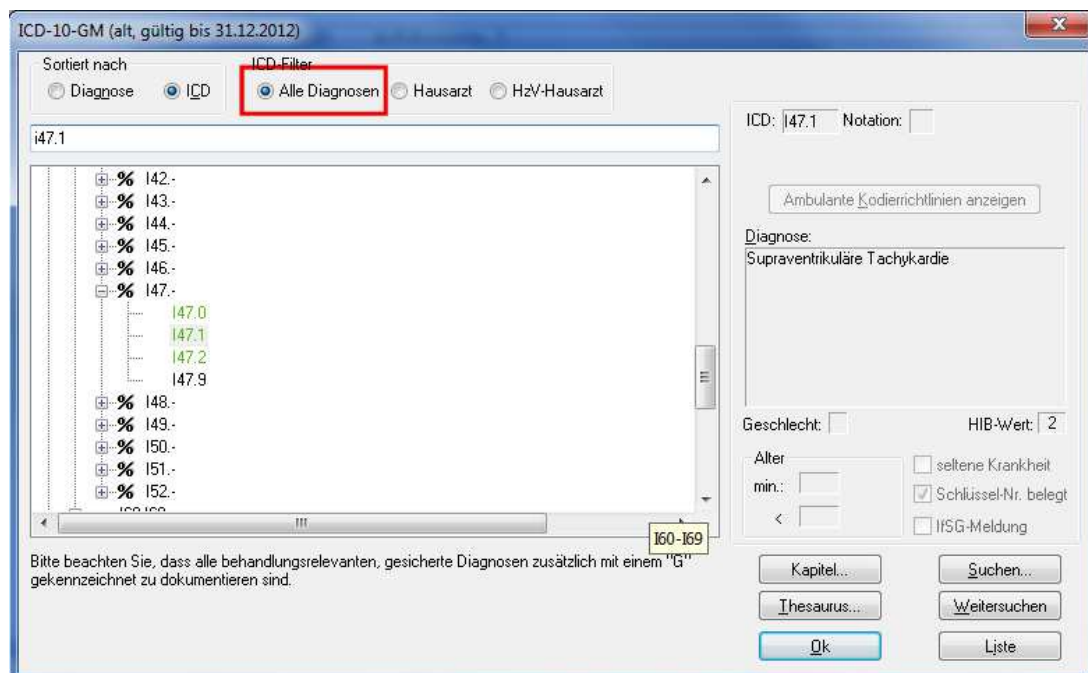 ICD-10-GM (alt, gültig bis 31.12.2012)
Sortiert nach
Diagnose
ICD
ICD-Filter
Alle Diagnosen
Hausarzt
HzV-Hausarzt
i47.1
% I42.-
% I43.-
% I44.-
% I45.-
% I46.-
% I47.-
I47.0
I47.1
I47.2
I47.9
% I48.-
% I49.-
% I50.-
% I51.-
% I52.-
I60-I69
Bitte beachten Sie, dass alle behandlungsrelevanten, gesicherte Diagnosen zusätzlich mit einem "G"
gekennzeichnet zu dokumentieren sind.
ICD: I47.1 Notation:
Ambulante Kodierrichtlinien anzeigen
Diagnose:
Supraventrikuläre Tachykardie
Geschlecht:
HIB-Wert: 2
Alter
min.:
<
seltene Krankheit
Schlüssel-Nr. belegt
IfSG-Meldung
Kapitel...
Suchen...
Thesaurus...
Weitersuchen
Ok
Liste